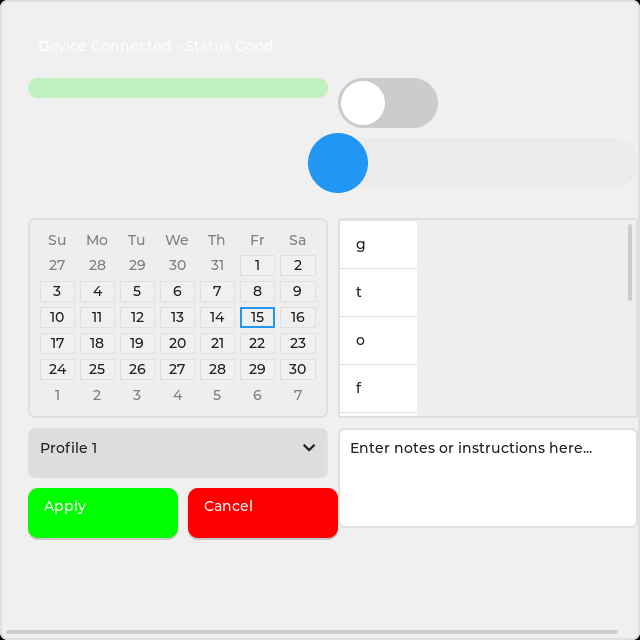 Device Connected - Status Good
Su Mo Tu We Th Fr Sa
27 28 29 30 31 1 2
3 4 5 6 7 8 9
10 11 12 13 14 15 16
17 18 19 20 21 22 23
24 25 26 27 28 29 30
1 2 3 4 5 6 7
g
t
o
f
Profile 1
Enter notes or instructions here...
Apply
Cancel